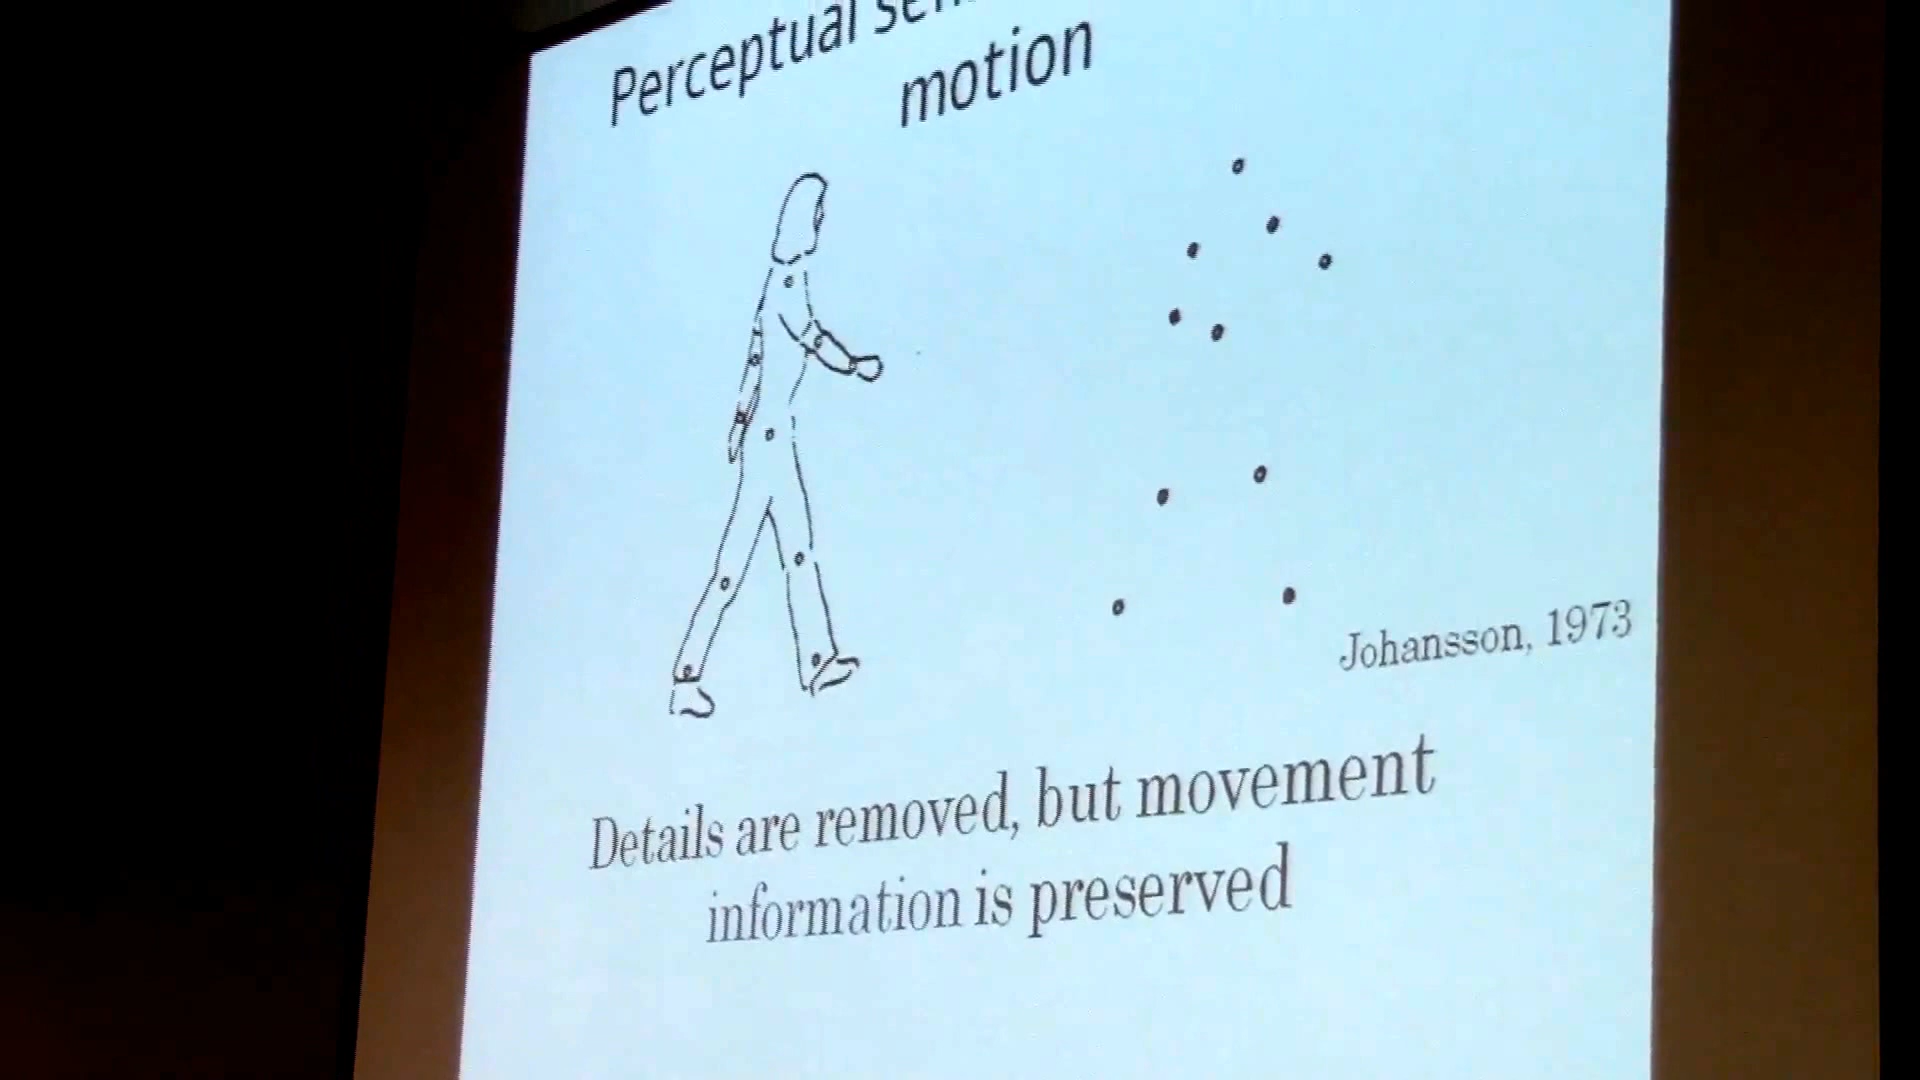 Perceptual
motion
Johansson, 1973
Details are removed, but movement
information is preserved